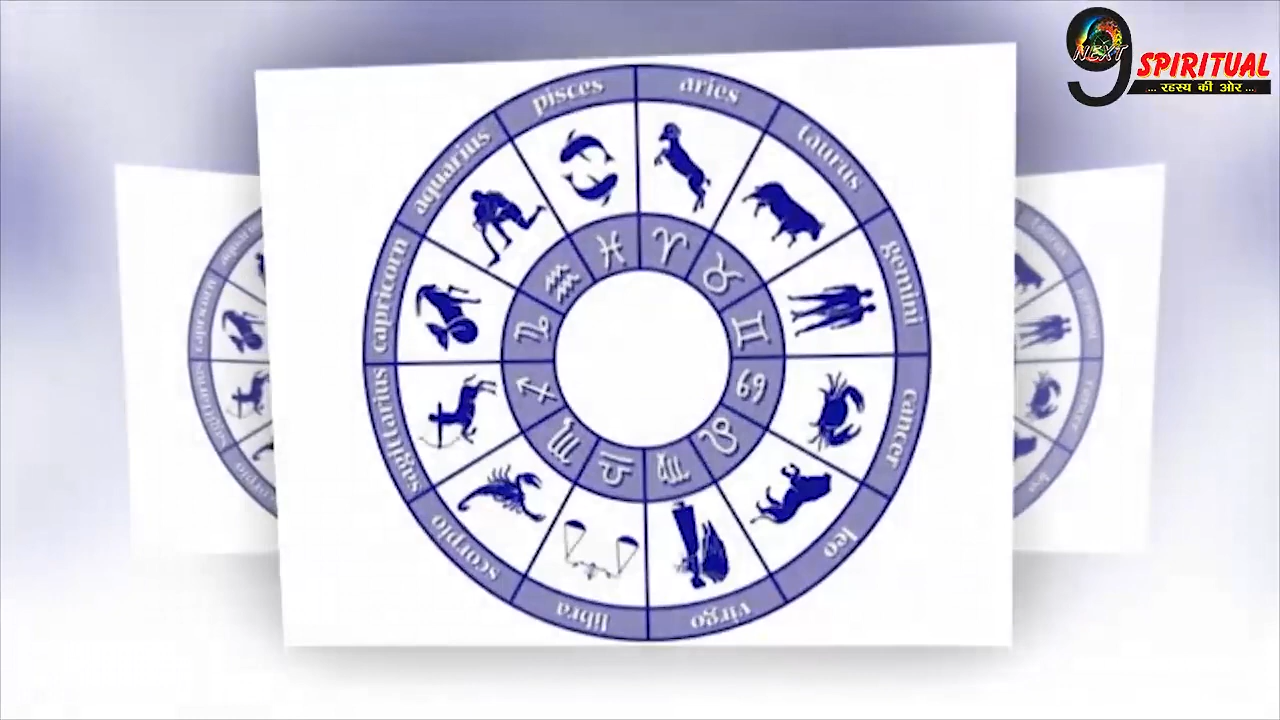 NEXT
9
SPIRITUAL
... रहस्य की ओर ...
pisces
aries
aquarius
taurus
capricorn
gemini
sagittarius
cancer
scorpio
leo
libra
virgo